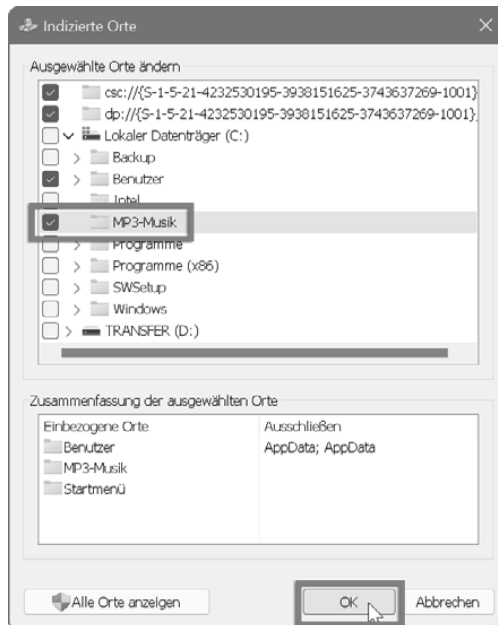 Indizierte Orte
Ausgewählte Orte ändern
csc://{S-1-5-21-4232530195-3938151625-3743637269-1001}
dp://{S-1-5-21-4232530195-3938151625-3743637269-1001}
Lokaler Datenträger (C:)
Backup
Benutzer
Intel
MP3-Musik
Programme
Programme (x86)
SWSetup
Windows
TRANSFER (D:)
Zusammenfassung der ausgewählten Orte
Einbezogene Orte Ausschließen
Benutzer AppData; AppData
MP3-Musik
Startmenü
Alle Orte anzeigen OK Abbrechen